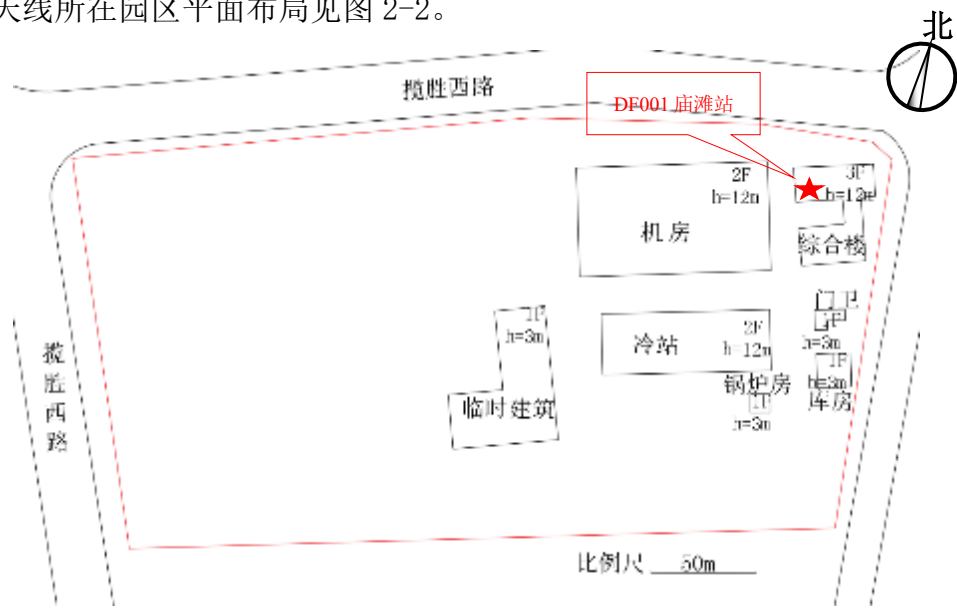 天线所在园区平面布局见图 2-2。
北
揽胜西路
DF001 庙滩站
2F
h=12m
机房
3F
h=12m
综合楼
门卫
1F
h=3m
1F
h=3m
库房
2F
h=12m
冷站
锅炉房
1F
h=3m
1F
h=3m
临时建筑
揽胜西路
比例尺 50m